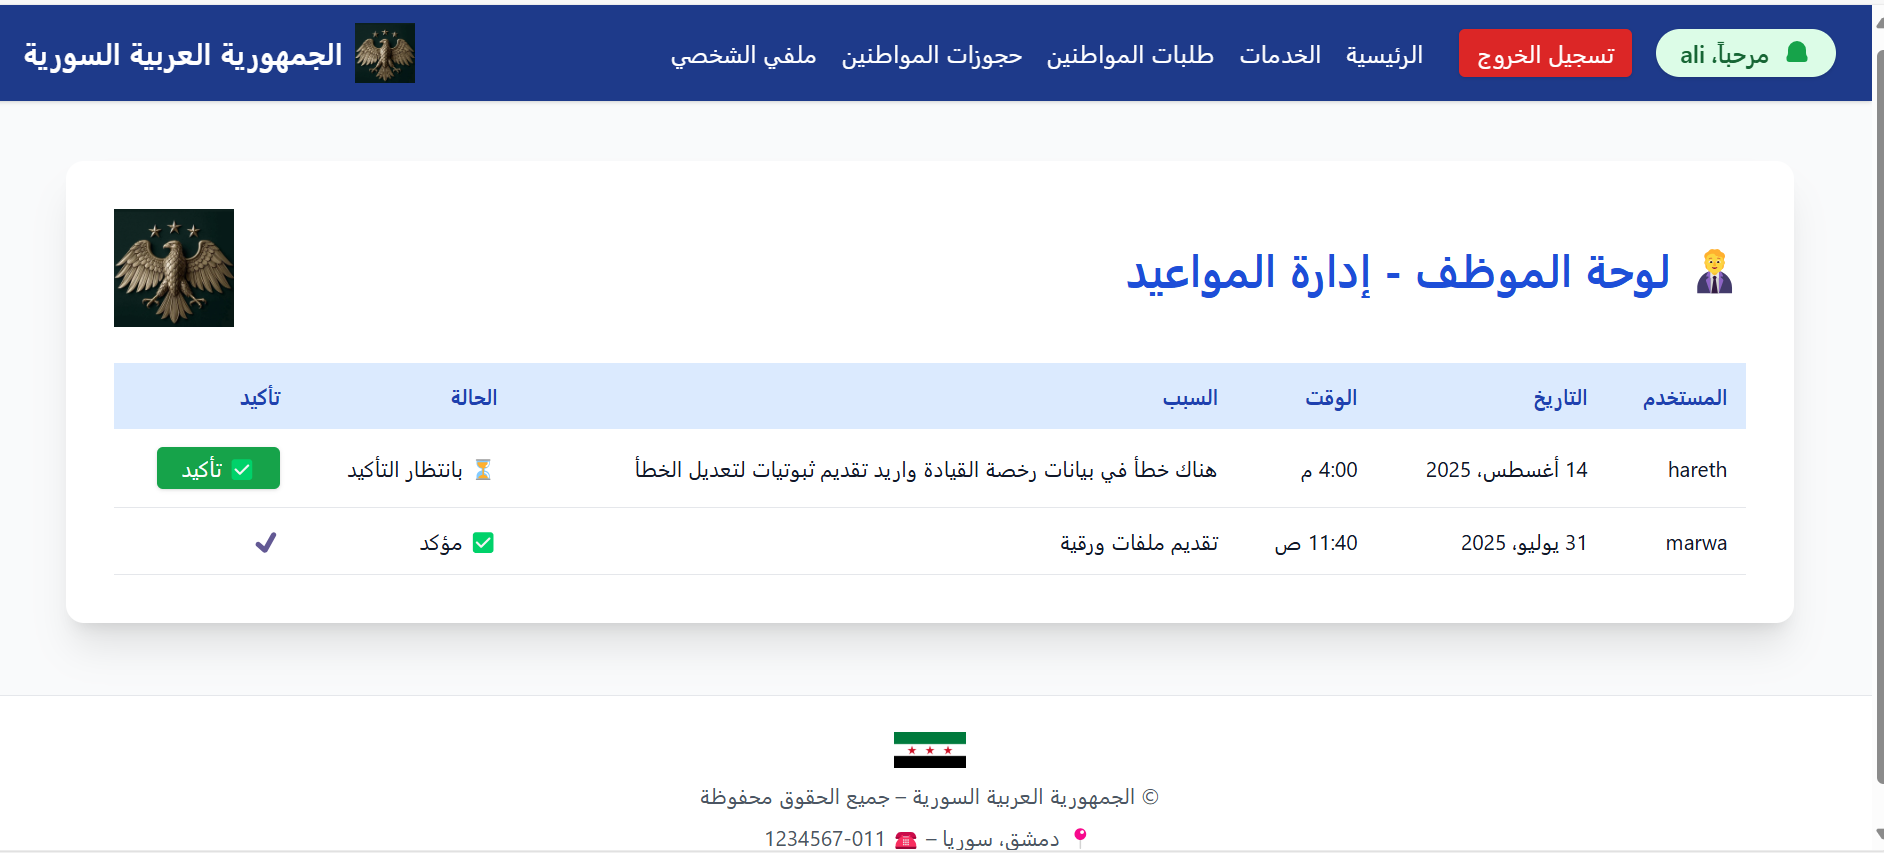 مرحباً، ali
تسجيل الخروج
الرئيسية
الخدمات
طلبات المواطنين
حجوزات المواطنين
ملفي الشخصي
الجمهورية العربية السورية
لوحة الموظف - إدارة المواعيد
المستخدم التاريخ الوقت السبب الحالة تأكيد
hareth 14 أغسطس، 2025 4:00 م هناك خطأ في بيانات رخصة القيادة واريد تقديم ثبوتيات لتعديل الخطأ ⏳ بانتظار التأكيد ✅ تأكيد
marwa 31 يوليو، 2025 11:40 ص تقديم ملفات ورقية ✅ مؤكد ✔
© الجمهورية العربية السورية – جميع الحقوق محفوظة
📍 دمشق، سوريا – ☎ 011-1234567